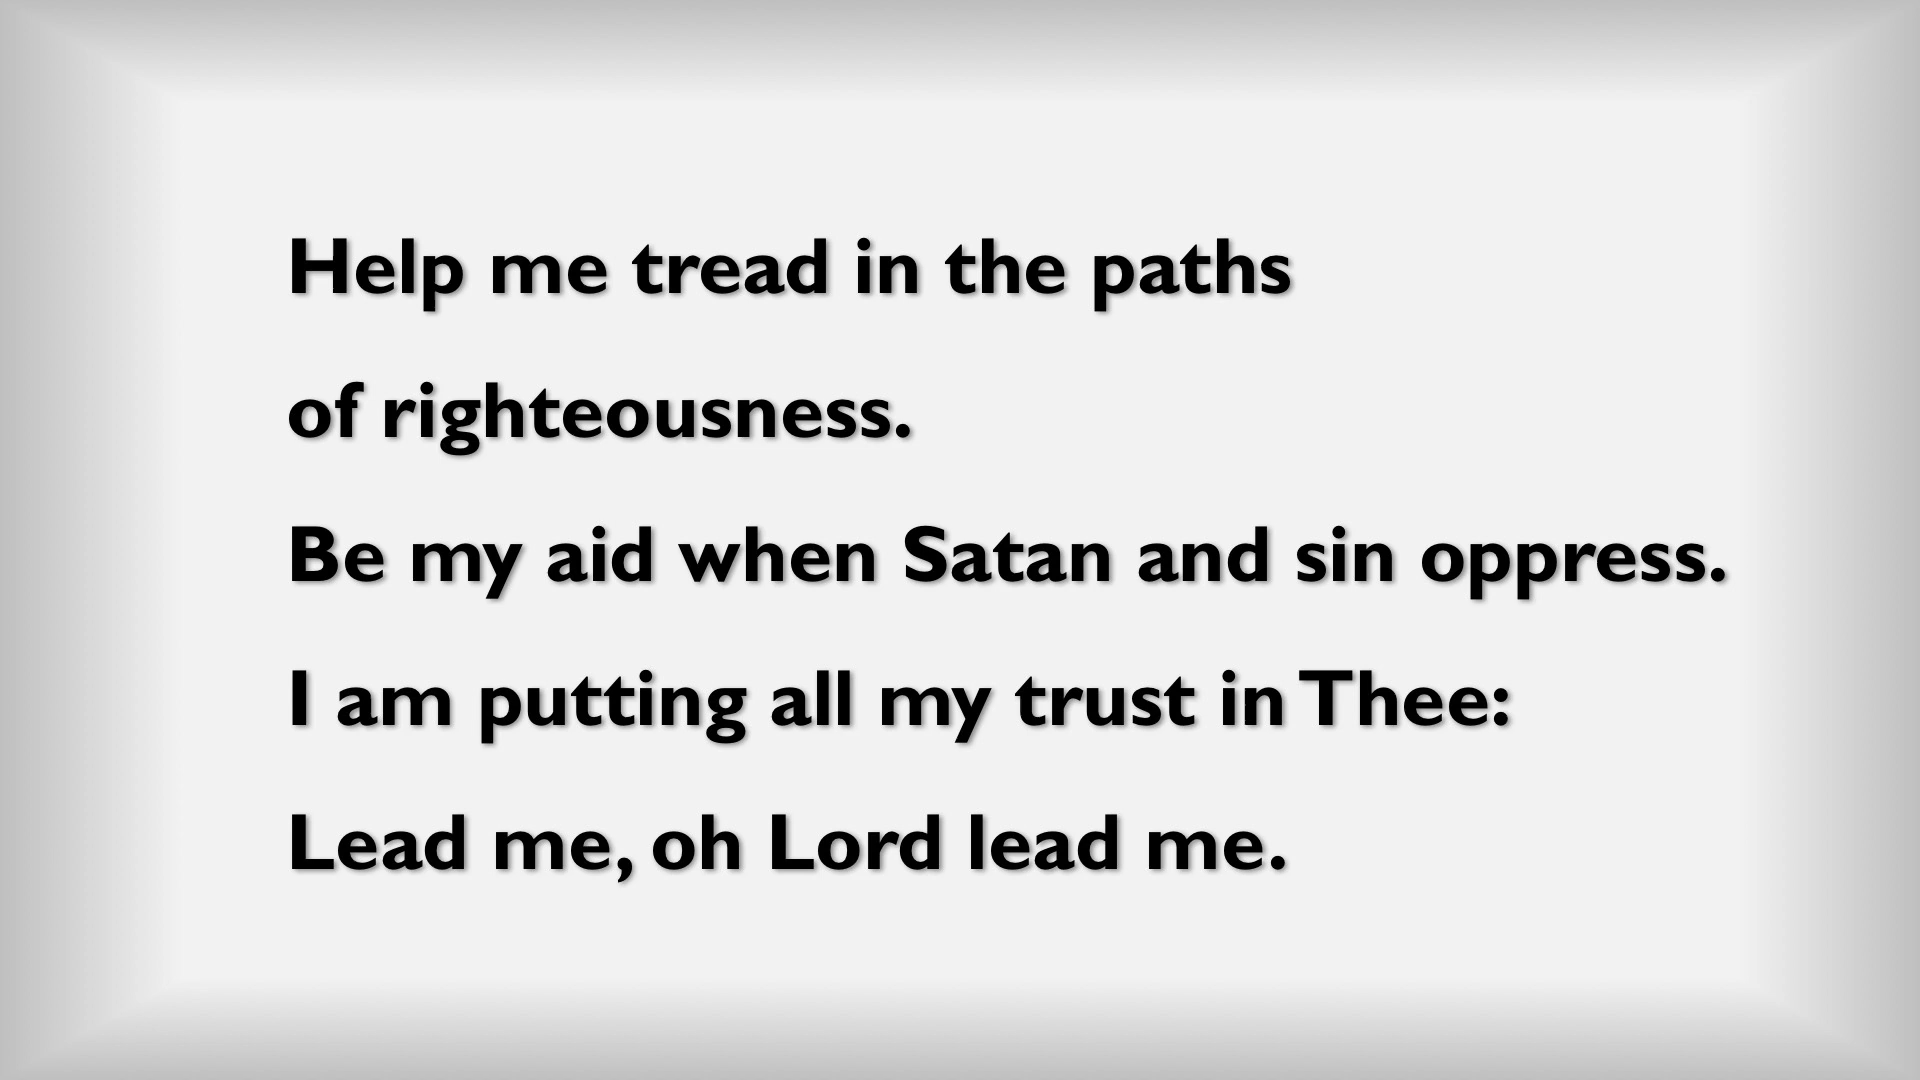 Help me tread in the paths
of righteousness.
Be my aid when Satan and sin oppress.
I am putting all my trust in Thee:
Lead me, oh Lord lead me.